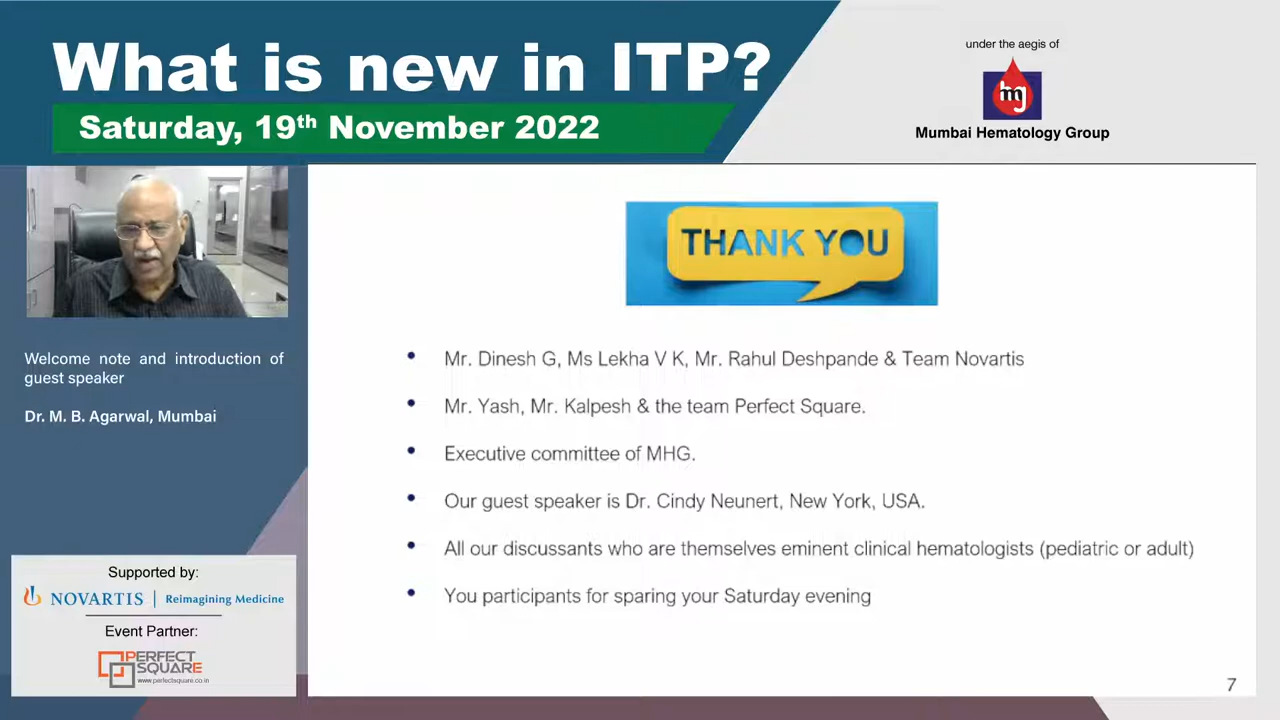 What is new in ITP?
Saturday, 19th November 2022
under the aegis of
mg
Mumbai Hematology Group
THANK YOU
Welcome note and introduction of
guest speaker
Dr. M. B. Agarwal, Mumbai
• Mr. Dinesh G, Ms Lekha V K, Mr. Rahul Deshpande & Team Novartis
• Mr. Yash, Mr. Kalpesh & the team Perfect Square.
• Executive committee of MHG.
• Our guest speaker is Dr. Cindy Neunert, New York, USA.
• All our discussants who are themselves eminent clinical hematologists (pediatric or adult)
• You participants for sparing your Saturday evening
Supported by:
NOVARTIS | Reimagining Medicine
Event Partner:
PERFECT
SQUARE
www.perfectsquare.co.in
7